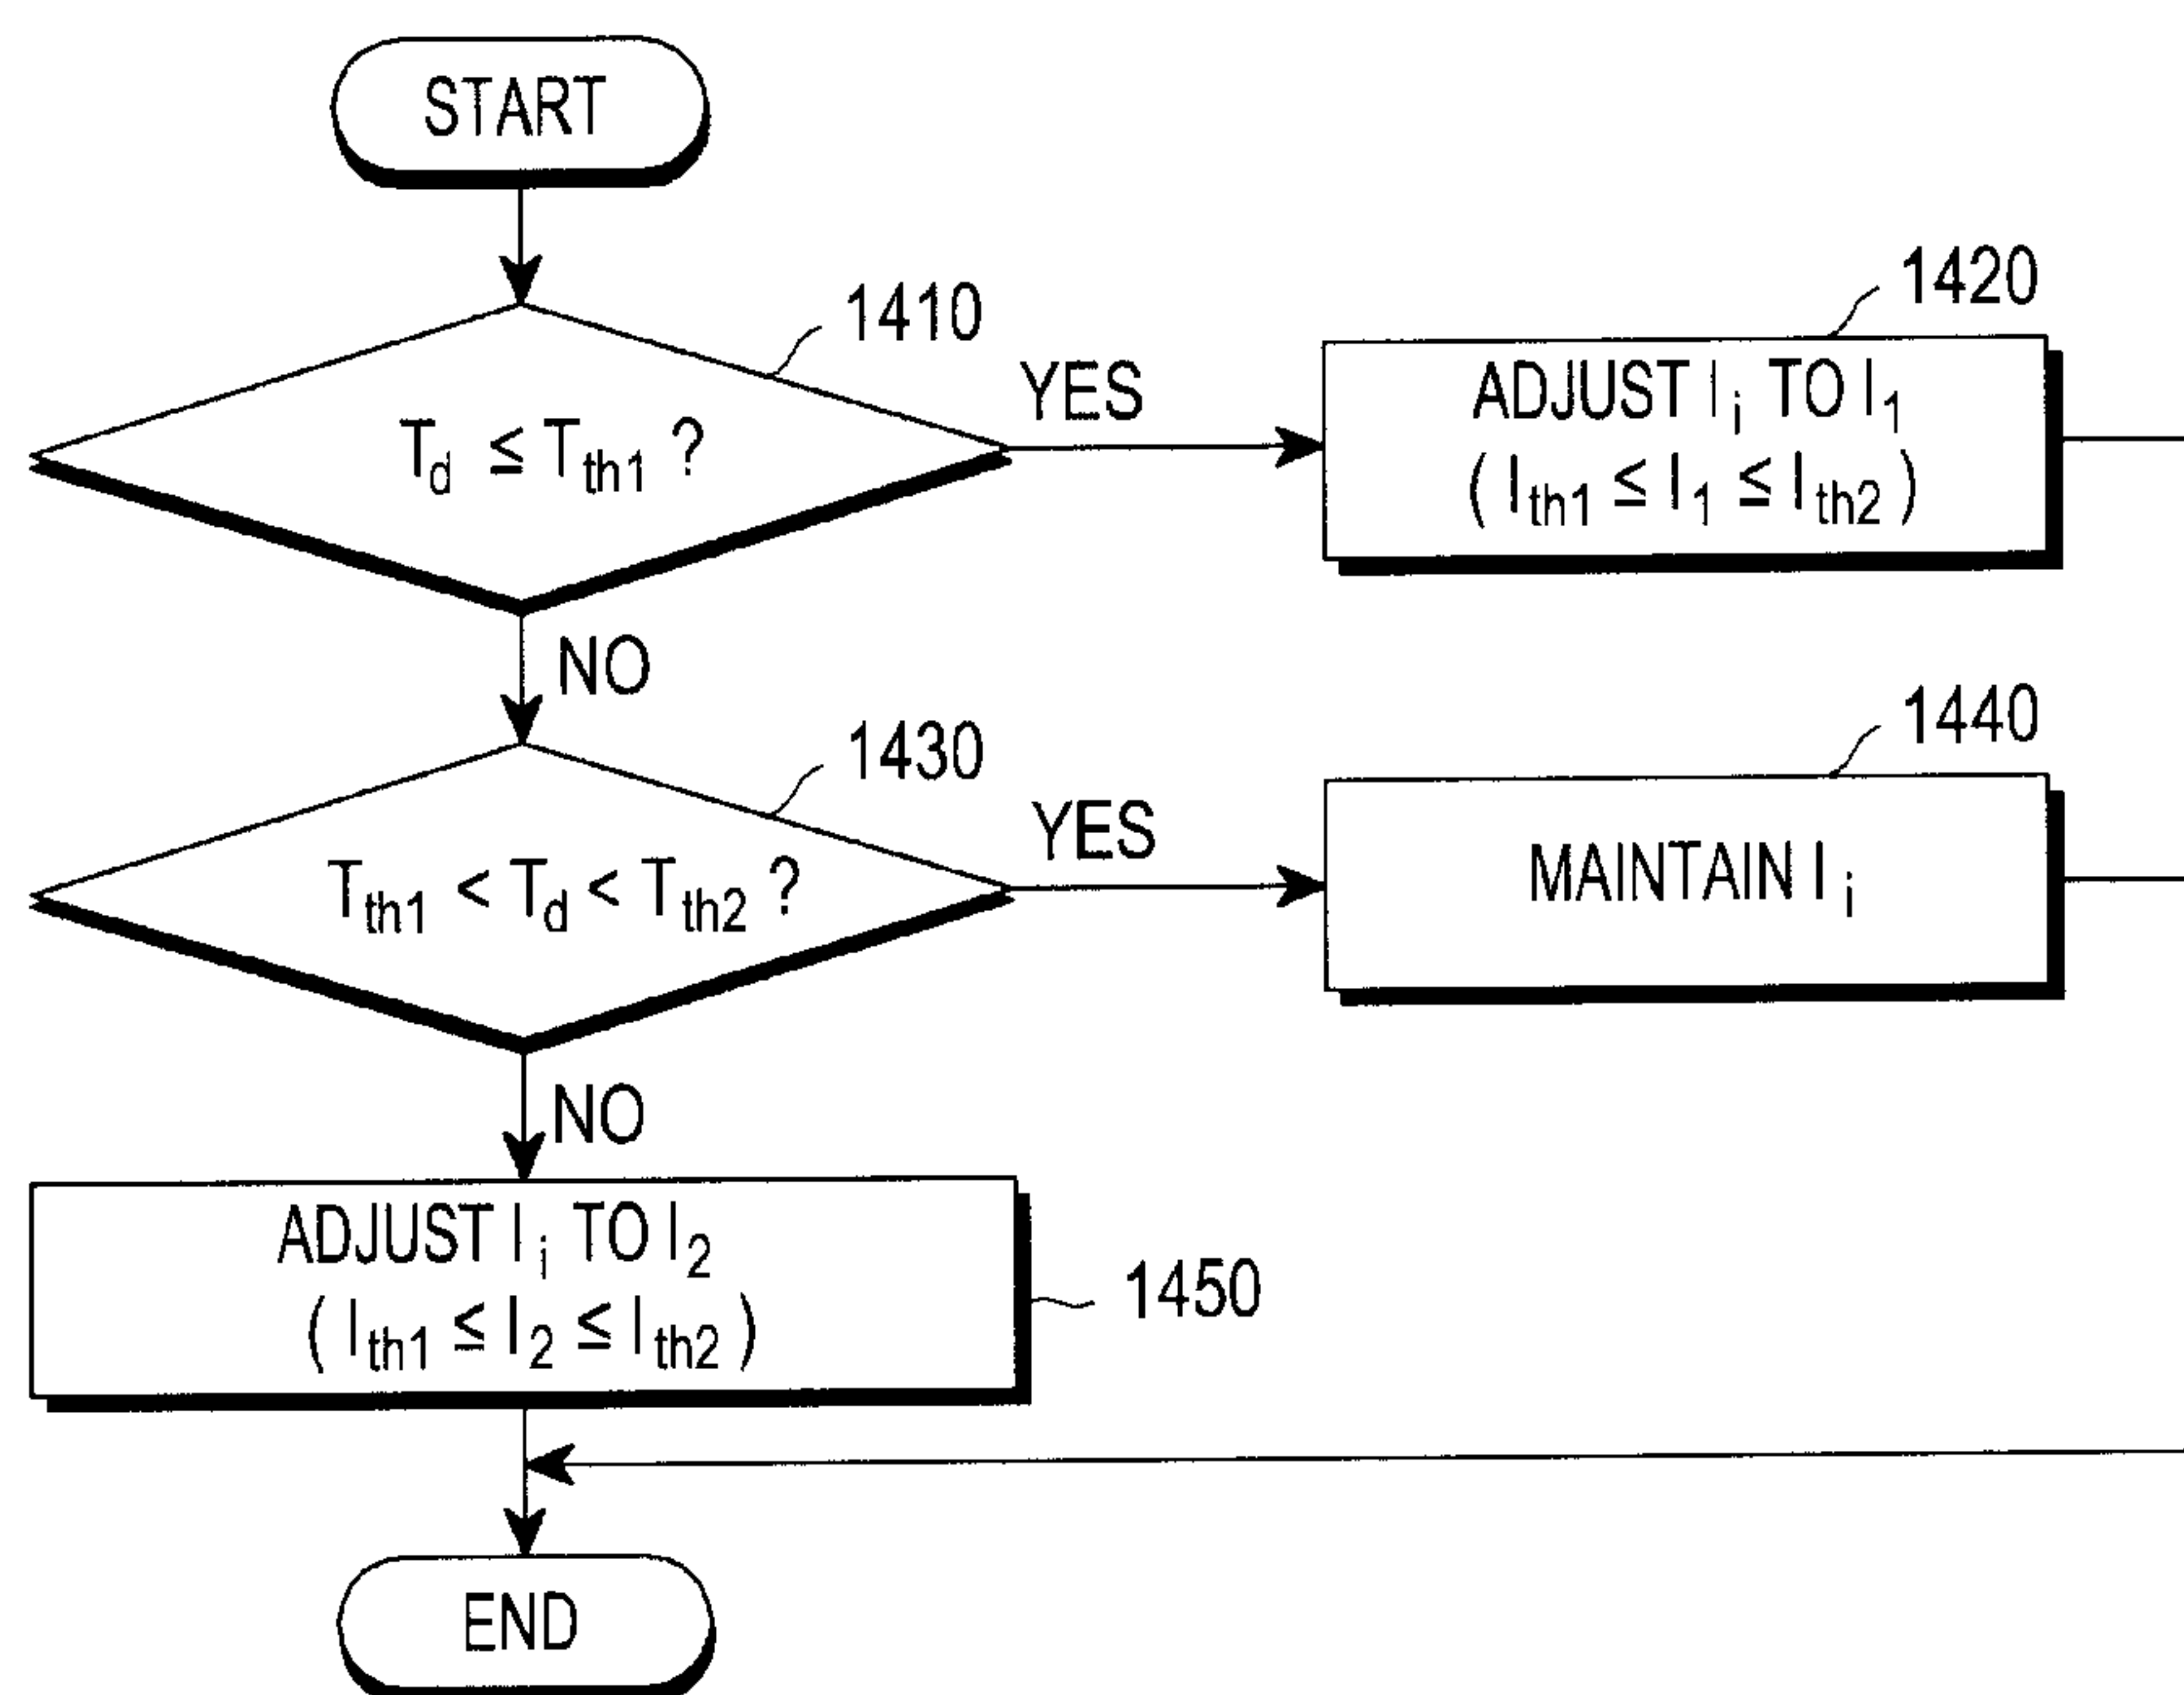 START
1410
T_d ≤ T_th1 ?
YES
1420
ADJUST I_i TO I_1
( I_th1 ≤ I_1 ≤ I_th2 )
NO
1430
T_th1 < T_d < T_th2 ?
YES
1440
MAINTAIN I_i
NO
ADJUST I_i TO I_2
( I_th1 ≤ I_2 ≤ I_th2 )
1450
END